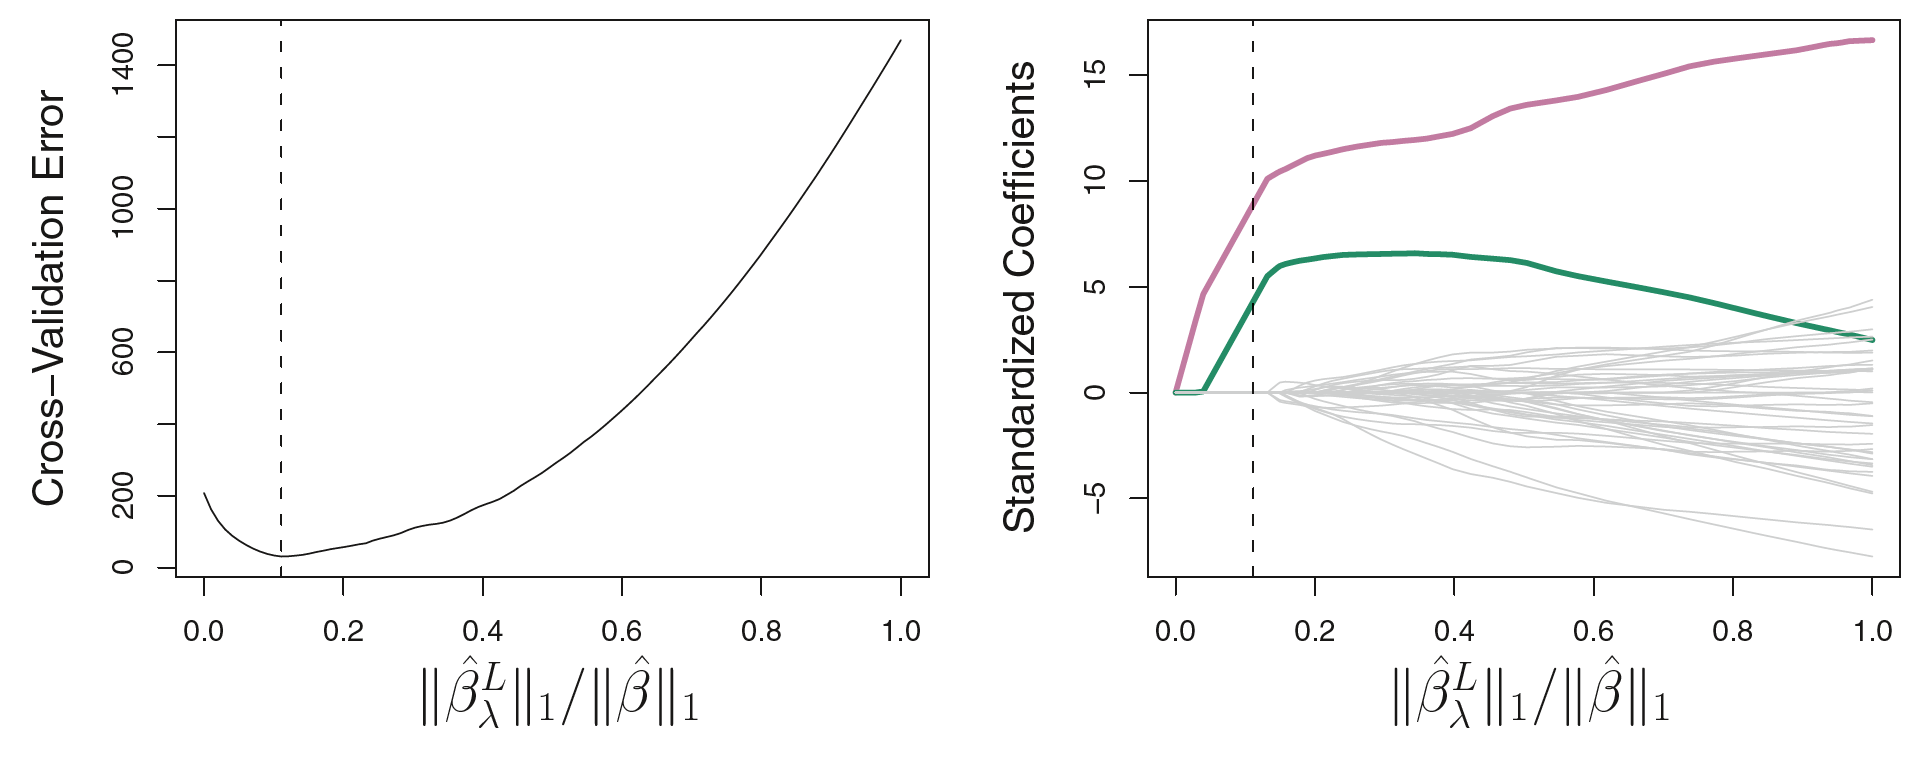 Cross−Validation Error
0 200 600 1000 1400
0.0 0.2 0.4 0.6 0.8 1.0
‖β̂_λ^L‖₁/‖β̂‖₁
Standardized Coefficients
−5 0 5 10 15
0.0 0.2 0.4 0.6 0.8 1.0
‖β̂_λ^L‖₁/‖β̂‖₁